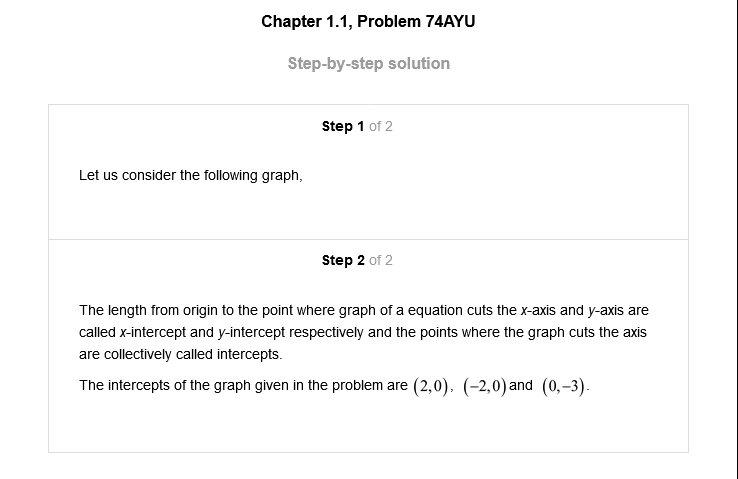 Chapter 1.1, Problem 74AYU
Step-by-step solution
Step 1 of 2
Let us consider the following graph,
Step 2 of 2
The length from origin to the point where graph of a equation cuts the x-axis and y-axis are
called x-intercept and y-intercept respectively and the points where the graph cuts the axis
are collectively called intercepts.
The intercepts of the graph given in the problem are (2,0), (−2,0) and (0,−3).